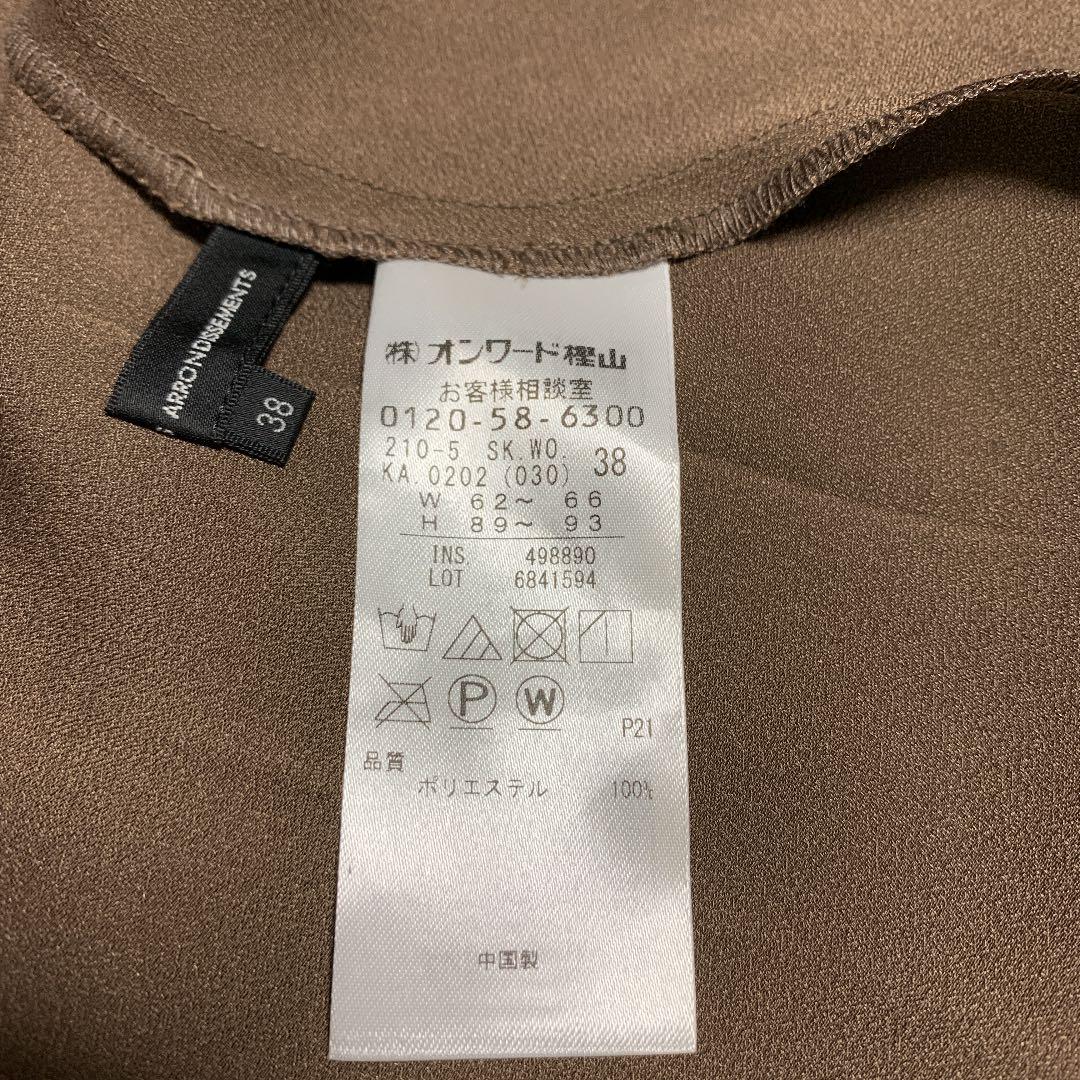 ARRONDISSEMENTS
38
(株)オンワード樫山
お客様相談室
0120-58-6300
210-5 SK.WO. 38
KA.0202(030)
W 62~ 66
H 89~ 93
INS. 498890
LOT 6841594
P W
P21
品質
ポリエステル 100%
中国製